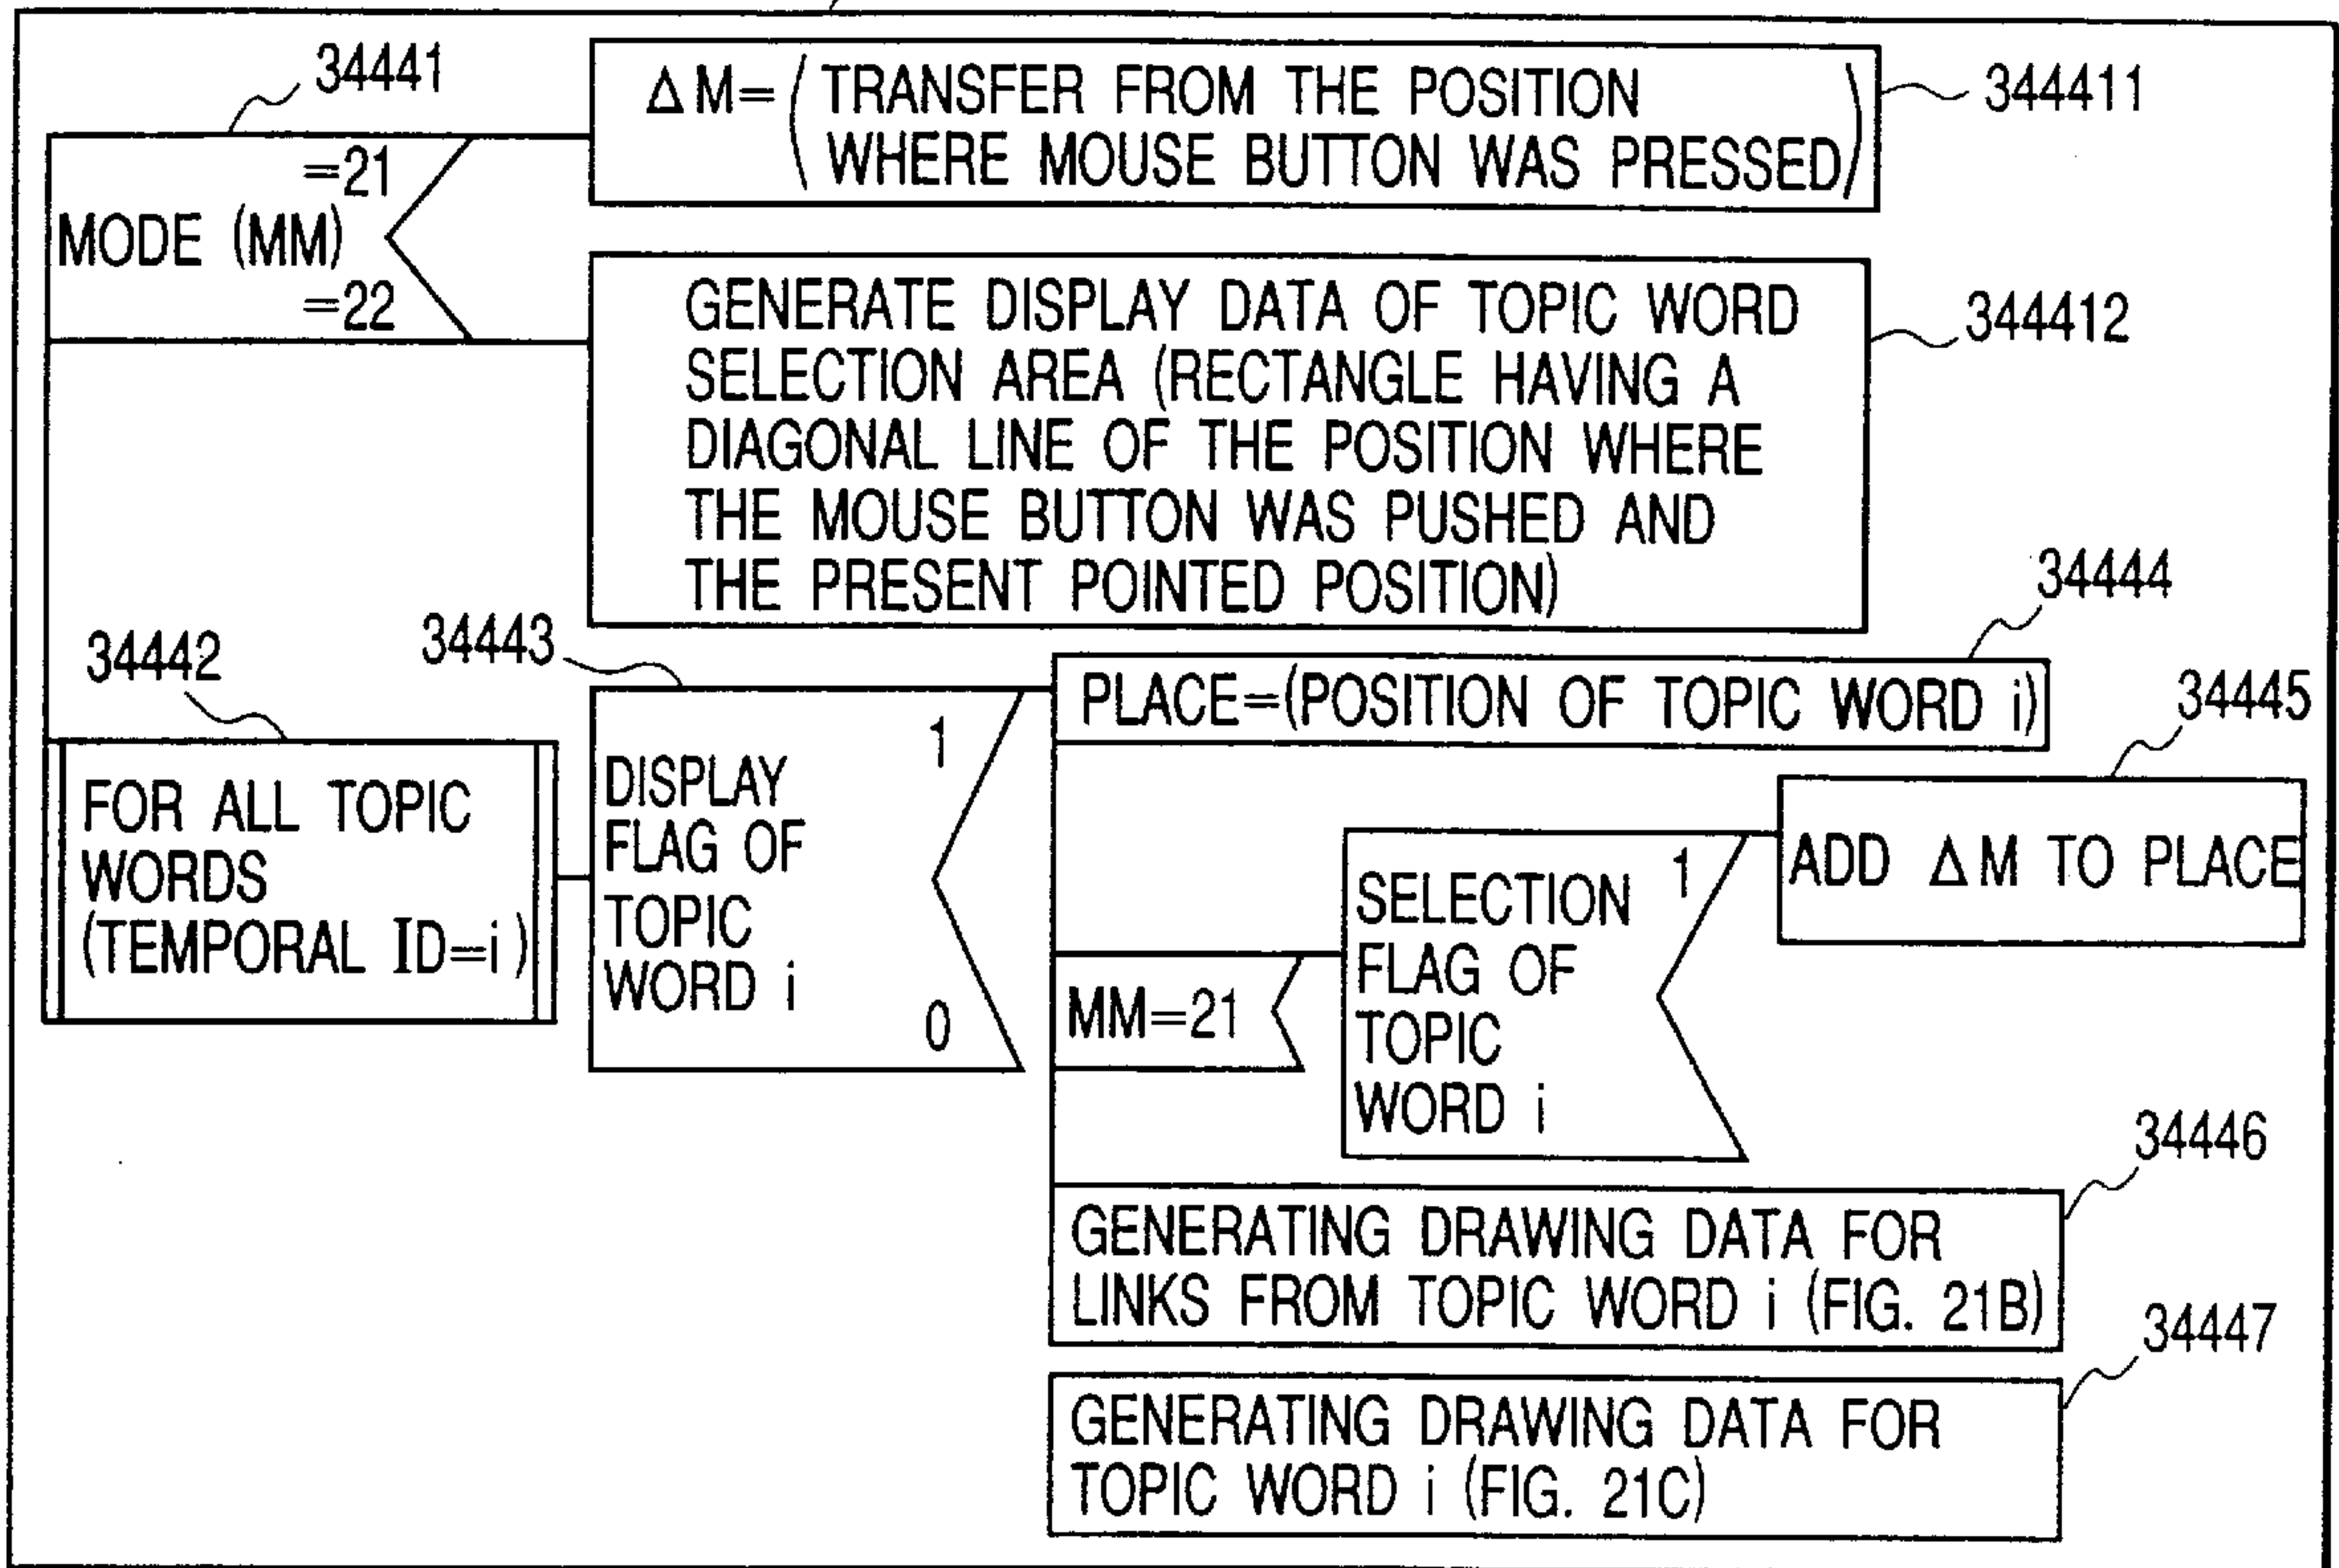 34441
ΔM=(TRANSFER FROM THE POSITION
WHERE MOUSE BUTTON WAS PRESSED)
344411
=21
MODE (MM)
=22
GENERATE DISPLAY DATA OF TOPIC WORD
SELECTION AREA (RECTANGLE HAVING A
DIAGONAL LINE OF THE POSITION WHERE
THE MOUSE BUTTON WAS PUSHED AND
THE PRESENT POINTED POSITION)
344412
34442
FOR ALL TOPIC
WORDS
(TEMPORAL ID=i)
34443
DISPLAY
FLAG OF
TOPIC
WORD i
1
0
34444
PLACE=(POSITION OF TOPIC WORD i)
MM=21
SELECTION
FLAG OF
TOPIC
WORD i
1
34445
ADD ΔM TO PLACE
34446
GENERATING DRAWING DATA FOR
LINKS FROM TOPIC WORD i (FIG. 21B)
34447
GENERATING DRAWING DATA FOR
TOPIC WORD i (FIG. 21C)